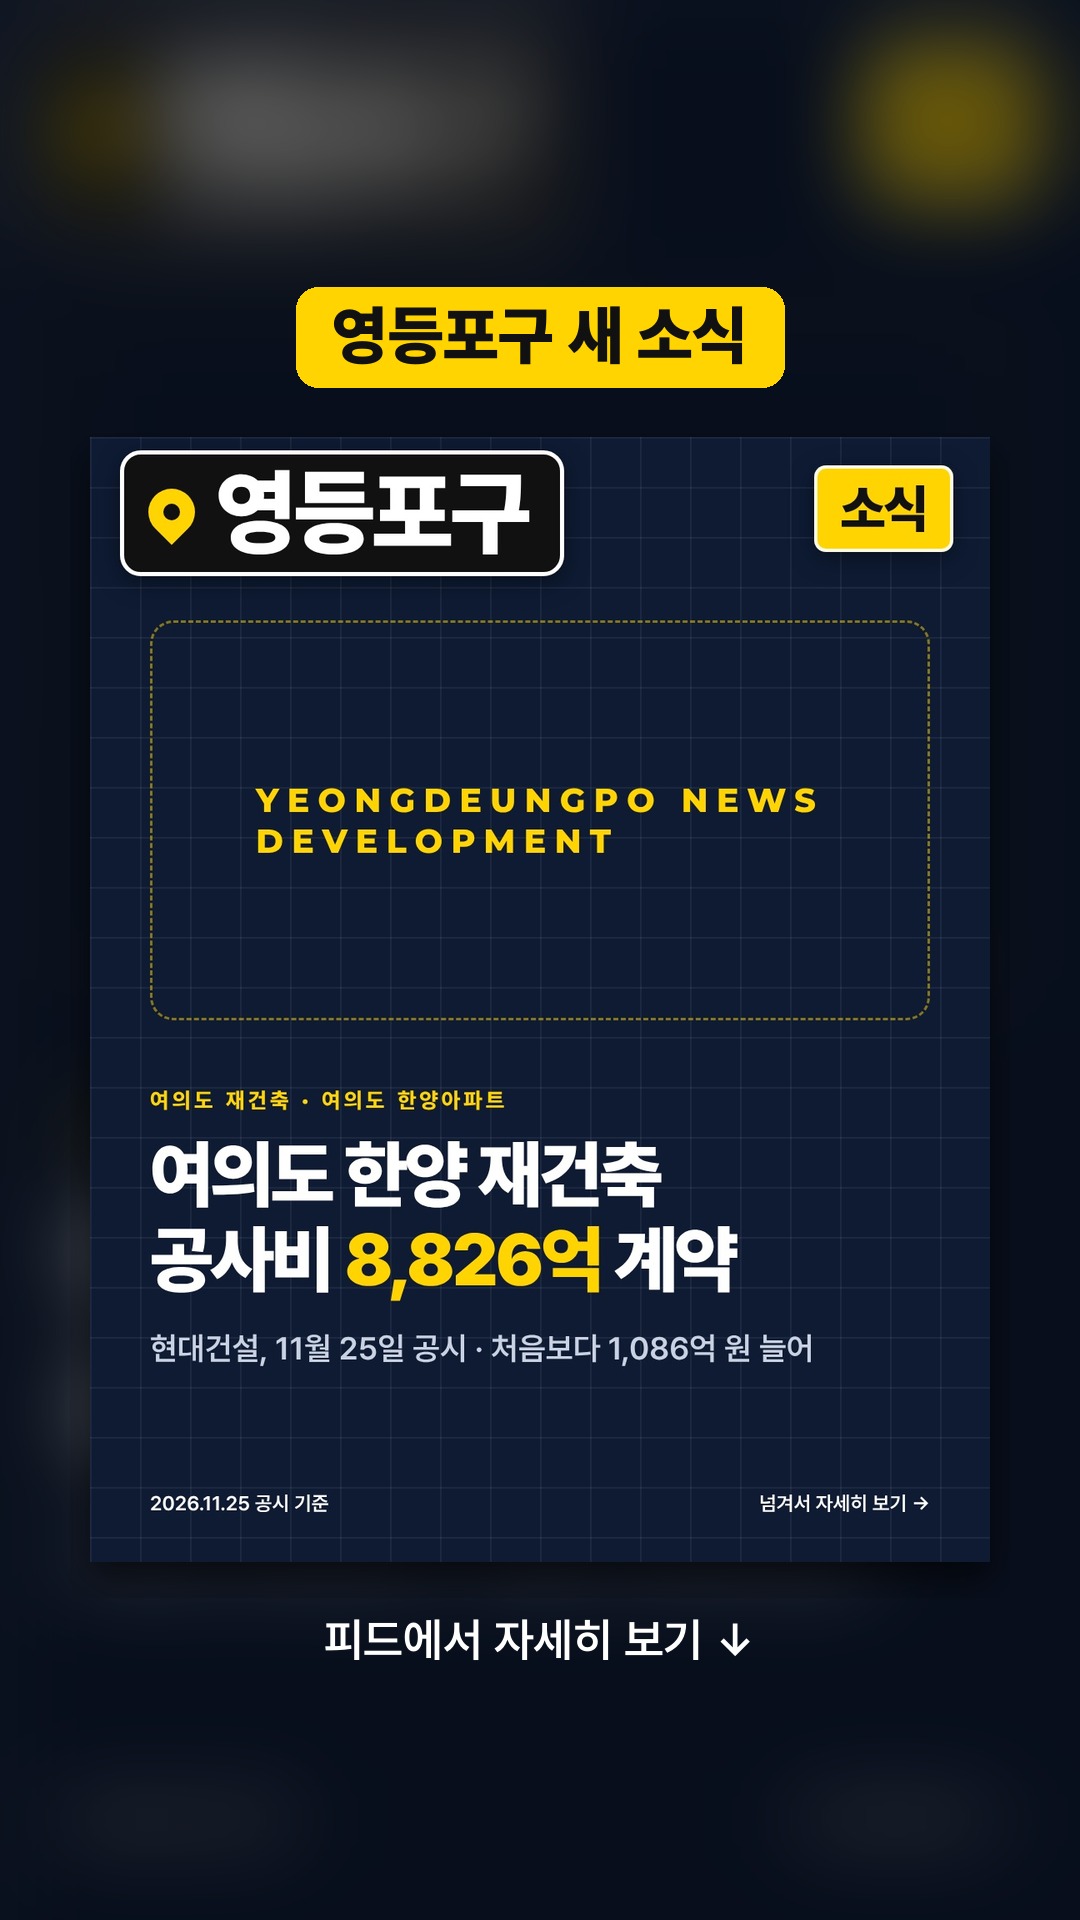 영등포구 새 소식
영등포구
소식
YEONGDEUNGPO NEWS
DEVELOPMENT
여의도 재건축 · 여의도 한양아파트
여의도 한양 재건축
공사비 8,826억 계약
현대건설, 11월 25일 공시 · 처음보다 1,086억 원 늘어
2026.11.25 공시 기준
넘겨서 자세히 보기 →
피드에서 자세히 보기 ↓